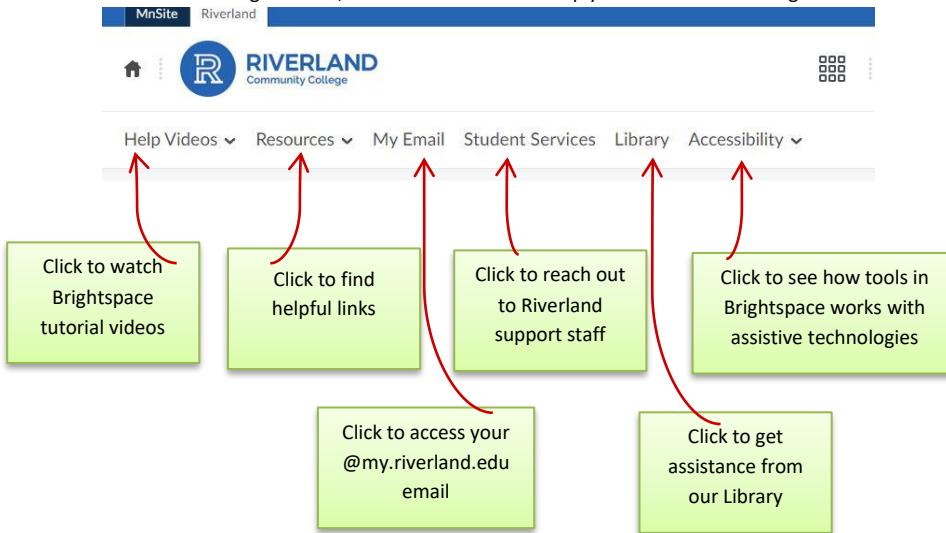 MnSite Riverland
R RIVERLAND
Community College
Help Videos Resources My Email Student Services Library Accessibility
Click to watch
Brightspace
tutorial videos
Click to find
helpful links
Click to reach out
to Riverland
support staff
Click to see how tools in
Brightspace works with
assistive technologies
Click to access your
@my.riverland.edu
email
Click to get
assistance from
our Library